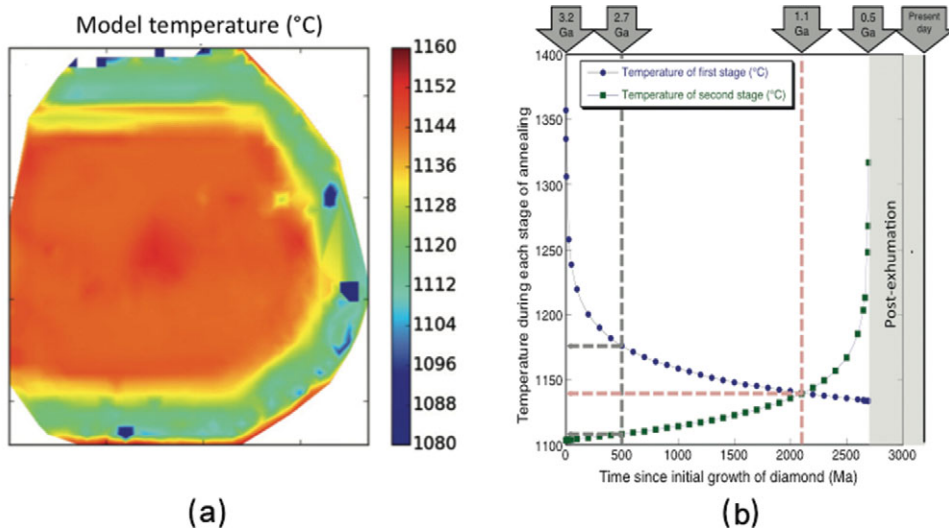 Model temperature (°C)
1160
1152
1144
1136
1128
1120
1112
1104
1096
1088
1080
(a)
3.2
Ga
2.7
Ga
1.1
Ga
0.5
Ga
Present
day
Temperature during each stage of annealing
1400
1350
1300
1250
1200
1150
1100
Temperature of first stage (°C)
Temperature of second stage (°C)
Post-exhumation
0
500
1000
1500
2000
2500
3000
Time since initial growth of diamond (Ma)
(b)